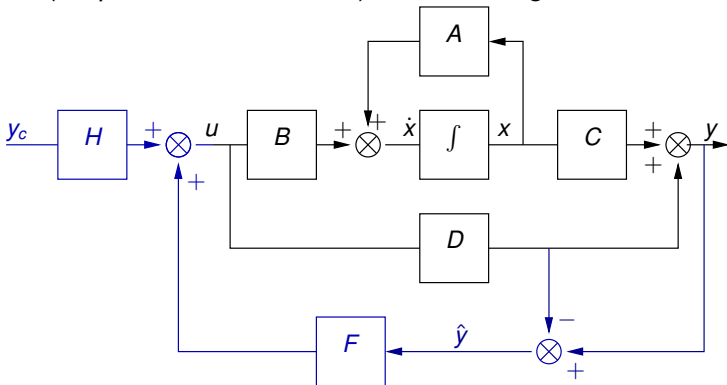 A
y_c H + u B + + ẋ ∫ x C + + y
+
D
−
F ŷ +